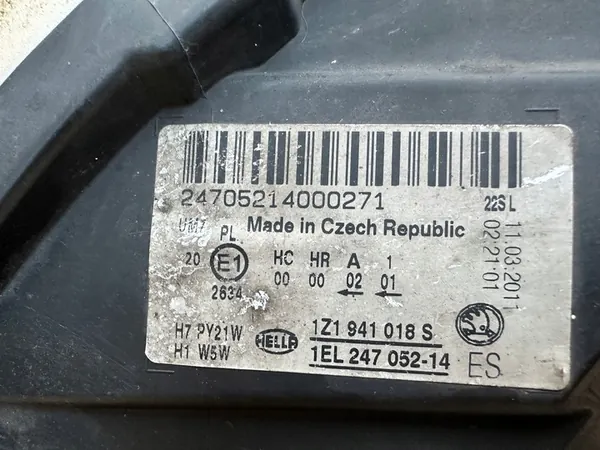 24705214000271
22SL
11.03.2011
02:21:01
Made in Czech Republic
PL
20
E1
HC HR A 1
00 00 02 01
2634
H7 PY21W
H1 W5W
HELLA
1Z1 941 018 S
1EL 247 052-14
ES